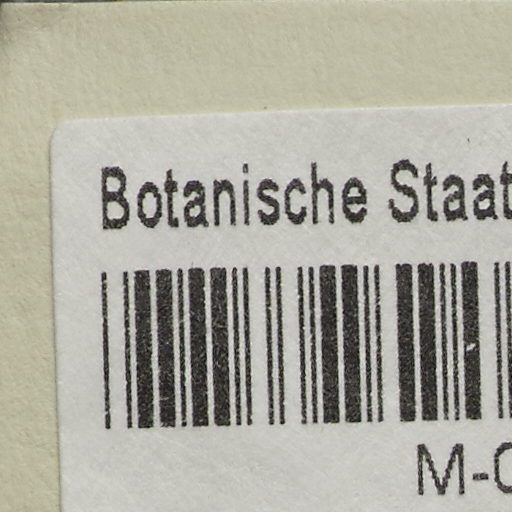 Botanische Staat
M-